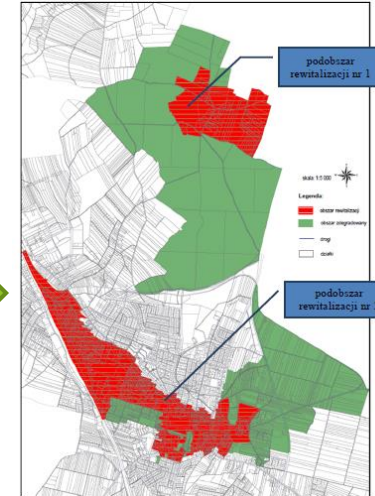 podobszar
rewitalizacji nr 1
skala 1:5 000
Legenda:
obszar rewitalizacji
obszar zdegradowany
drogi
działki
podobszar
rewitalizacji nr